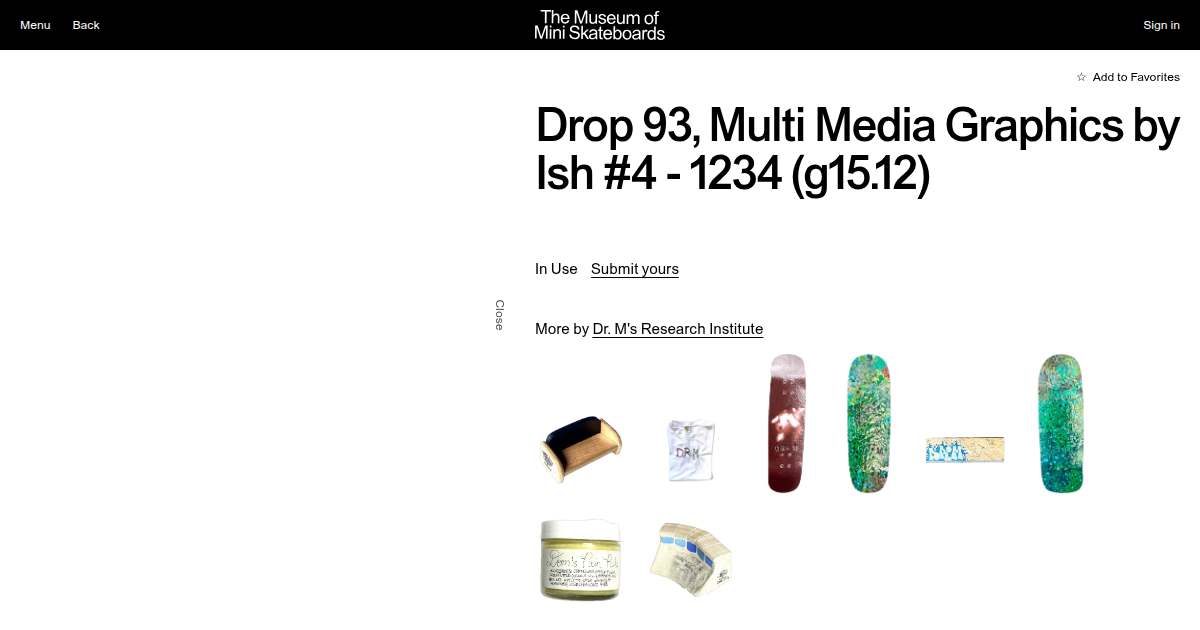 Menu
Back
The Museum of
Mini Skateboards
Sign in
☆ Add to Favorites
Drop 93, Multi Media Graphics by
Ish #4 - 1234 (g15.12)
In Use
Submit yours
Close
More by Dr. M's Research Institute